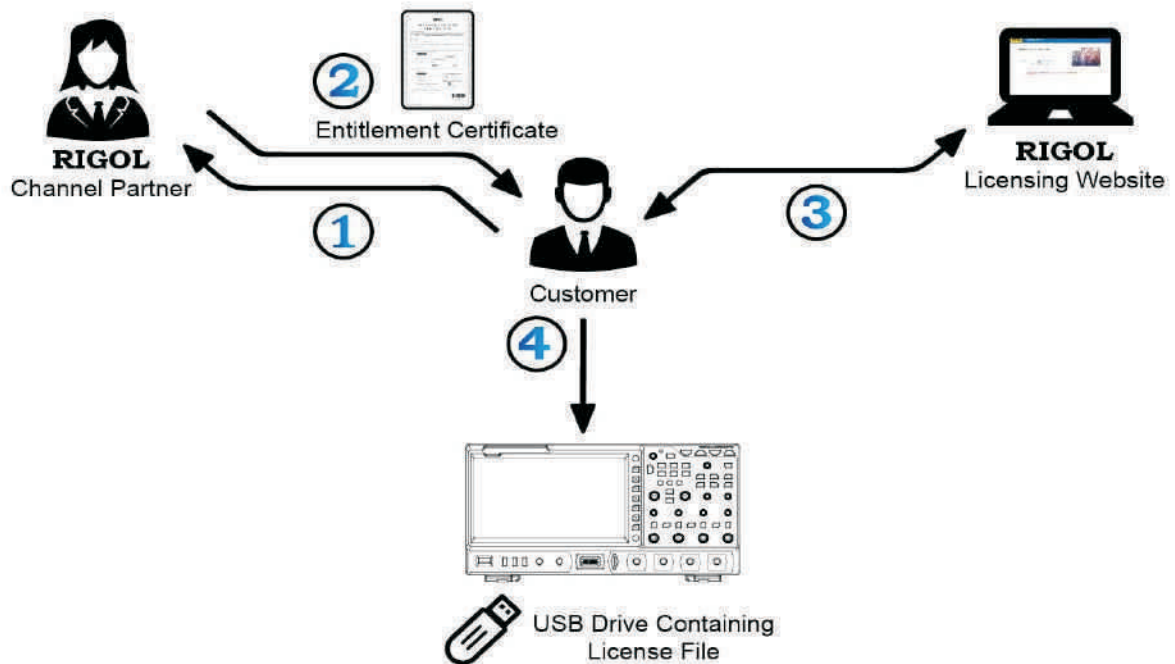 2
Entitlement Certificate
RIGOL
Channel Partner
1
RIGOL
Licensing Website
3
Customer
4
USB Drive Containing
License File